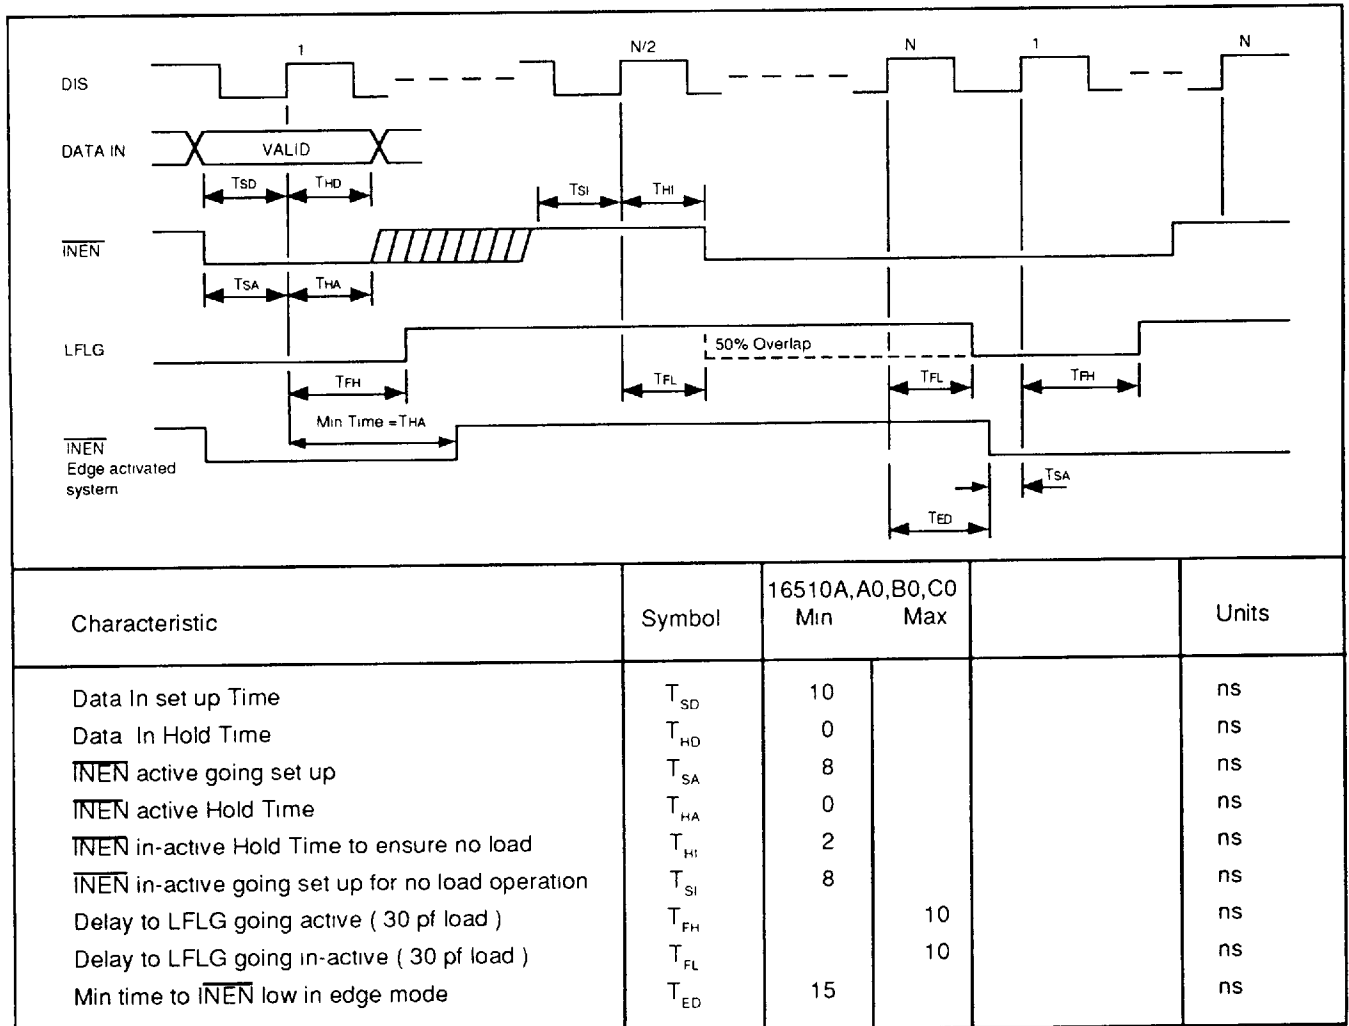 1 N/2 N 1 N
DIS
DATA IN VALID
TSD THD TSI THI
INEN
TSA THA
LFLG 50% Overlap
TFH TFL TFL TFH
Min Time =THA
INEN
Edge activated
system
TSA
TED
16510A,A0,B0,C0
Characteristic Symbol Min Max Units
Data In set up Time TSD 10 ns
Data In Hold Time THD 0 ns
INEN active going set up TSA 8 ns
INEN active Hold Time THA 0 ns
INEN in-active Hold Time to ensure no load THI 2 ns
INEN in-active going set up for no load operation TSI 8 ns
Delay to LFLG going active ( 30 pf load ) TFH 10 ns
Delay to LFLG going in-active ( 30 pf load ) TFL 10 ns
Min time to INEN low in edge mode TED 15 ns